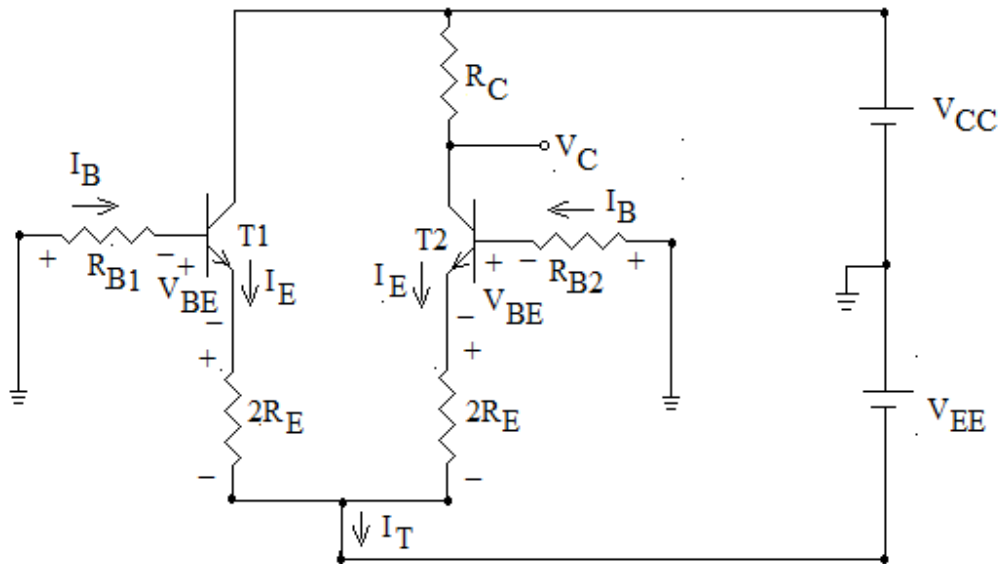 R_C
V_CC
V_C
I_B
I_B
+ R_B1 − + T1
T2 + − R_B2 +
V_BE I_E
I_E V_BE
−
−
+
+
2R_E
2R_E
V_EE
−
−
I_T